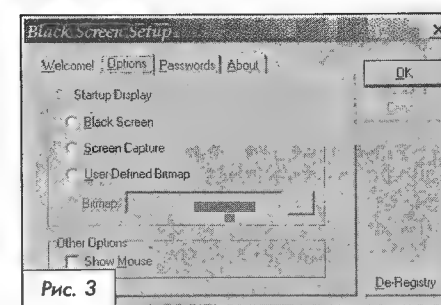 Black Screen Setup
Welcome! Options Passwords About
OK
Startup Display
Black Screen
Screen Capture
User Defined Bitmap
Bitmap:
Other Options
Show Mouse
De-Registry
Рис. 3